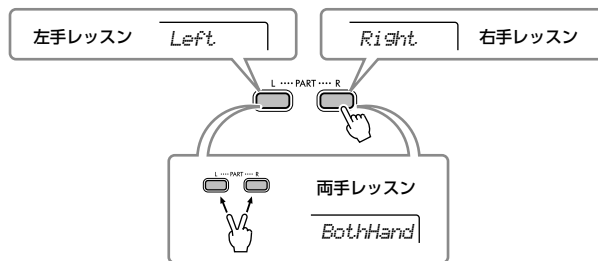 左手レッスン Left
Right 右手レッスン
L ···· PART ···· R
L ···· PART ···· R
両手レッスン
BothHand